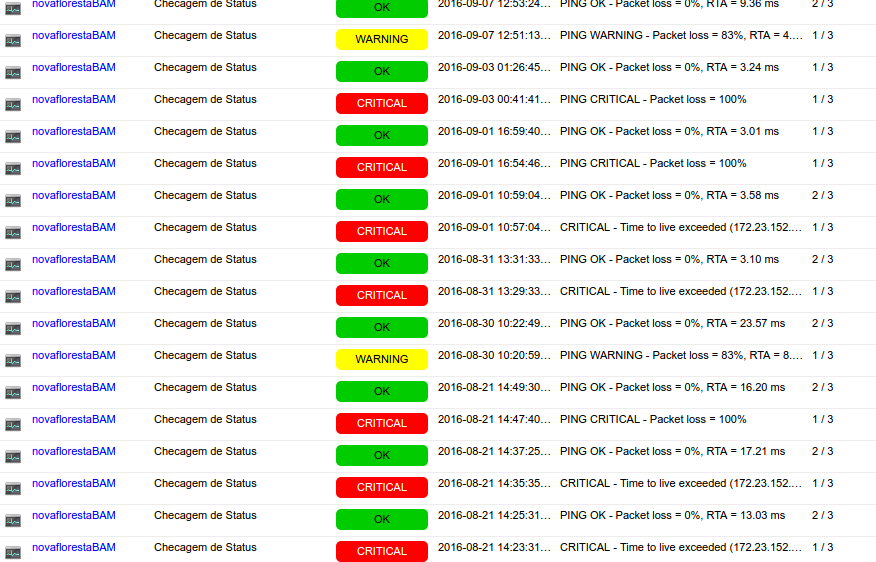 novaflorestaBAM Checagem de Status OK 2016-09-07 12:53:24... PING OK - Packet loss = 0%, RTA = 9.36 ms 2 / 3
novaflorestaBAM Checagem de Status WARNING 2016-09-07 12:51:13... PING WARNING - Packet loss = 83%, RTA = 4.... 1 / 3
novaflorestaBAM Checagem de Status OK 2016-09-03 01:26:45... PING OK - Packet loss = 0%, RTA = 3.24 ms 1 / 3
novaflorestaBAM Checagem de Status CRITICAL 2016-09-03 00:41:41... PING CRITICAL - Packet loss = 100% 1 / 3
novaflorestaBAM Checagem de Status OK 2016-09-01 16:59:40... PING OK - Packet loss = 0%, RTA = 3.01 ms 1 / 3
novaflorestaBAM Checagem de Status CRITICAL 2016-09-01 16:54:46... PING CRITICAL - Packet loss = 100% 1 / 3
novaflorestaBAM Checagem de Status OK 2016-09-01 10:59:04... PING OK - Packet loss = 0%, RTA = 3.58 ms 2 / 3
novaflorestaBAM Checagem de Status CRITICAL 2016-09-01 10:57:04... CRITICAL - Time to live exceeded (172.23.152.... 1 / 3
novaflorestaBAM Checagem de Status OK 2016-08-31 13:31:33... PING OK - Packet loss = 0%, RTA = 3.10 ms 2 / 3
novaflorestaBAM Checagem de Status CRITICAL 2016-08-31 13:29:33... CRITICAL - Time to live exceeded (172.23.152.... 1 / 3
novaflorestaBAM Checagem de Status OK 2016-08-30 10:22:49... PING OK - Packet loss = 0%, RTA = 23.57 ms 2 / 3
novaflorestaBAM Checagem de Status WARNING 2016-08-30 10:20:59... PING WARNING - Packet loss = 83%, RTA = 8.... 1 / 3
novaflorestaBAM Checagem de Status OK 2016-08-21 14:49:30... PING OK - Packet loss = 0%, RTA = 16.20 ms 2 / 3
novaflorestaBAM Checagem de Status CRITICAL 2016-08-21 14:47:40... PING CRITICAL - Packet loss = 100% 1 / 3
novaflorestaBAM Checagem de Status OK 2016-08-21 14:37:25... PING OK - Packet loss = 0%, RTA = 17.21 ms 2 / 3
novaflorestaBAM Checagem de Status CRITICAL 2016-08-21 14:35:35... CRITICAL - Time to live exceeded (172.23.152.... 1 / 3
novaflorestaBAM Checagem de Status OK 2016-08-21 14:25:31... PING OK - Packet loss = 0%, RTA = 13.03 ms 2 / 3
novaflorestaBAM Checagem de Status CRITICAL 2016-08-21 14:23:31... CRITICAL - Time to live exceeded (172.23.152.... 1 / 3